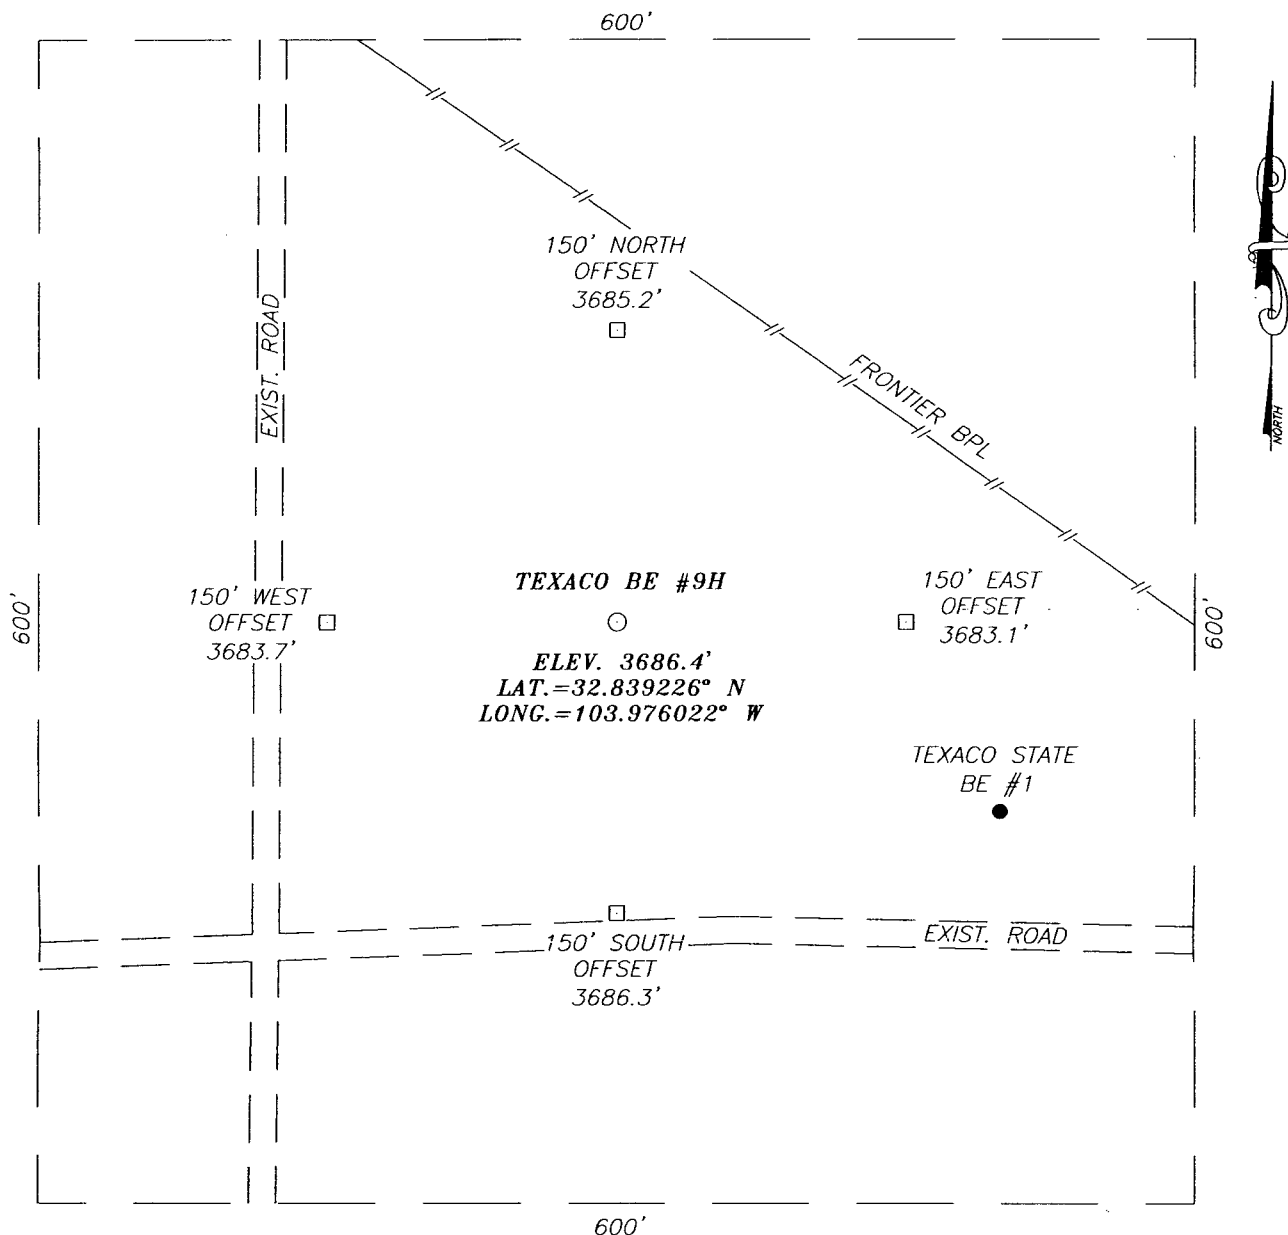 600'
150' NORTH
OFFSET
3685.2'
EXIST. ROAD
FRONTIER BPL
NORTH
600'
150' WEST
OFFSET
3683.7'
TEXACO BE #9H
ELEV. 3686.4'
LAT.=32.839226° N
LONG.=103.976022° W
150' EAST
OFFSET
3683.1'
600'
TEXACO STATE
BE #1
150' SOUTH
OFFSET
3686.3'
EXIST. ROAD
600'